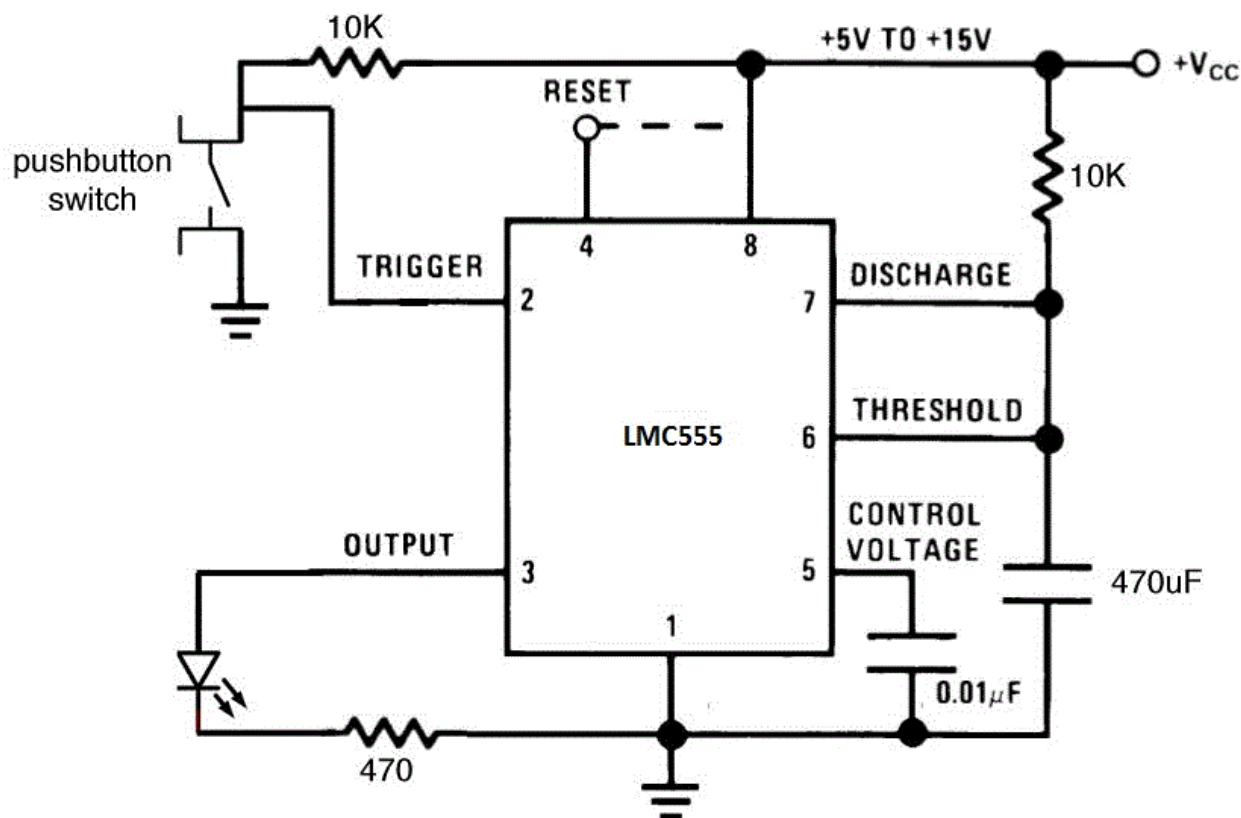 10K
+5V TO +15V
+VCC
RESET
pushbutton
switch
10K
4
8
TRIGGER
2
7
DISCHARGE
THRESHOLD
6
LMC555
CONTROL
VOLTAGE
OUTPUT
3
5
470uF
1
0.01μF
470